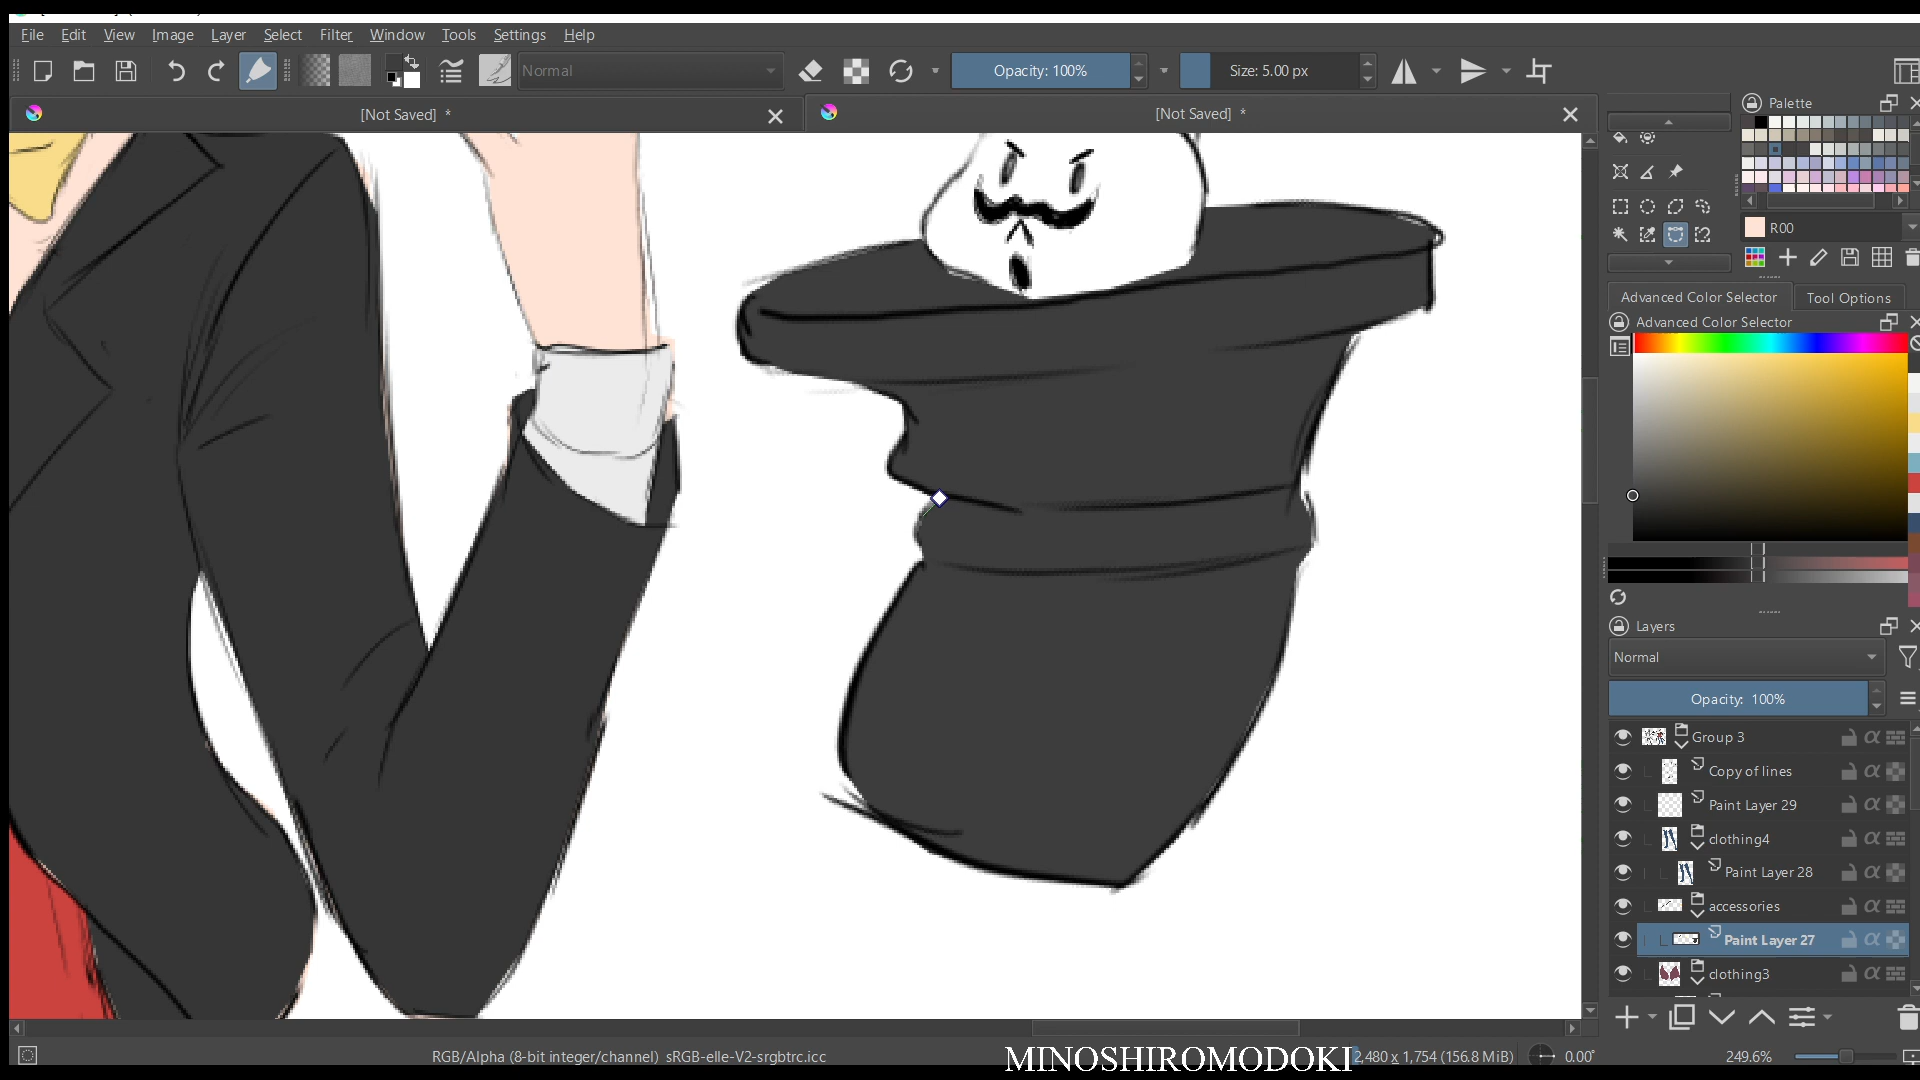 File Edit View Image Layer Select Filter Window Tools Settings Help
Normal
Opacity: 100%
Size: 5.00 px
[Not Saved] *
[Not Saved] *
Palette
R00
Advanced Color Selector
Tool Options
Advanced Color Selector
Layers
Normal
Opacity: 100%
Group 3
Copy of lines
Paint Layer 29
clothing4
Paint Layer 28
accessories
Paint Layer 27
clothing3
RGB/Alpha (8-bit integer/channel) sRGB-elle-V2-srgbtrc.icc
MINOSHIROMODOKI
2,480 x 1,754 (156.8 MiB)
0.00°
249.6%